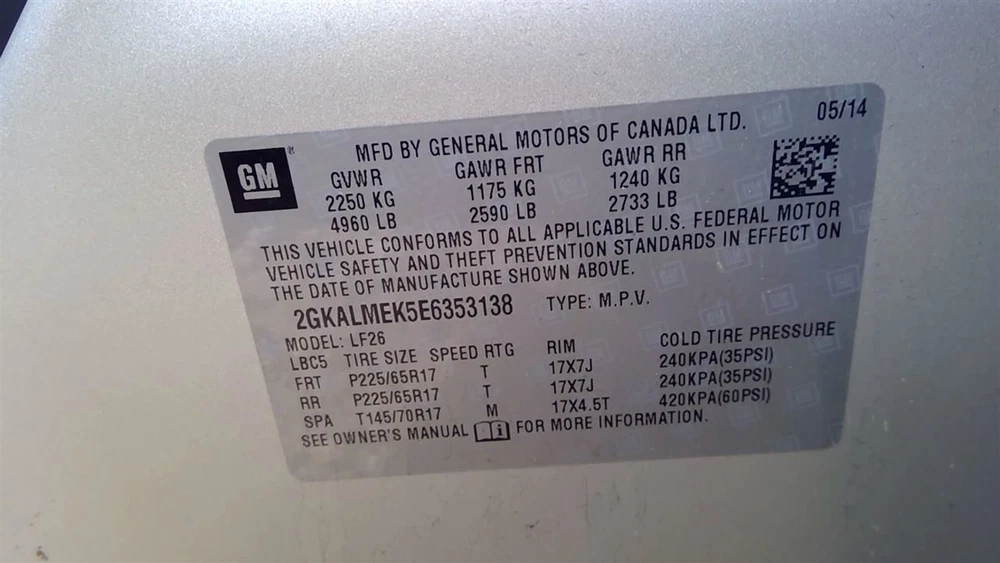 05/14
GM
MFD BY GENERAL MOTORS OF CANADA LTD.
GVWR GAWR FRT GAWR RR
2250 KG 1175 KG 1240 KG
4960 LB 2590 LB 2733 LB
THIS VEHICLE CONFORMS TO ALL APPLICABLE U.S. FEDERAL MOTOR
VEHICLE SAFETY AND THEFT PREVENTION STANDARDS IN EFFECT ON
THE DATE OF MANUFACTURE SHOWN ABOVE.
2GKALMEK5E6353138 TYPE: M.P.V.
MODEL: LF26
LBC5 TIRE SIZE SPEED RTG RIM COLD TIRE PRESSURE
FRT P225/65R17 T 17X7J 240KPA(35PSI)
RR P225/65R17 T 17X7J 240KPA(35PSI)
SPA T145/70R17 M 17X4.5T 420KPA(60PSI)
SEE OWNER'S MANUAL i FOR MORE INFORMATION.